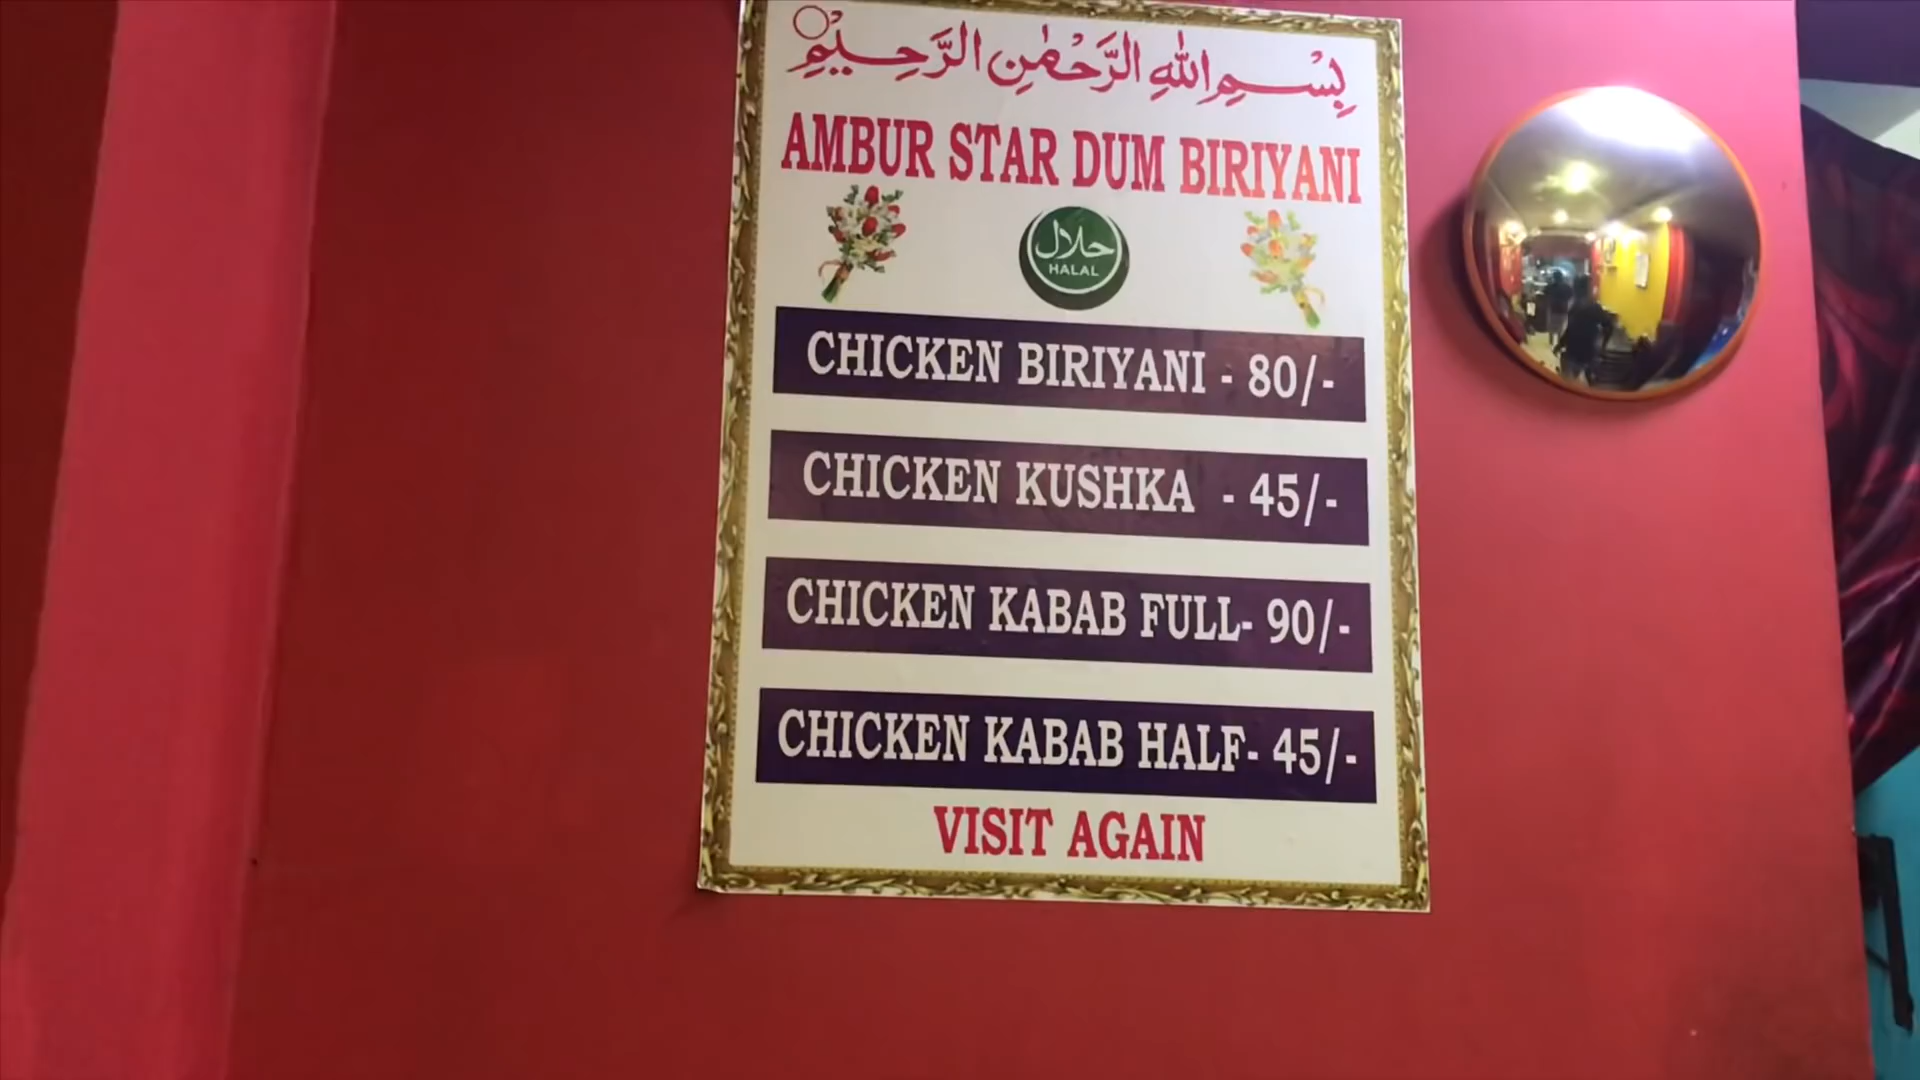 بِسْمِ اللهِ الرَّحْمٰنِ الرَّحِيْمِ
AMBUR STAR DUM BIRIYANI
حلال
HALAL
CHICKEN BIRIYANI - 80/-
CHICKEN KUSHKA - 45/-
CHICKEN KABAB FULL- 90/-
CHICKEN KABAB HALF- 45/-
VISIT AGAIN